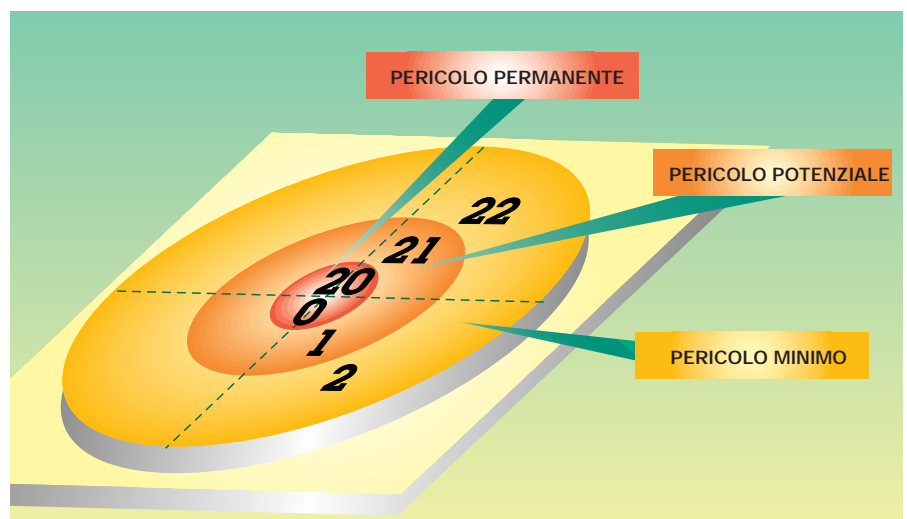 PERICOLO PERMANENTE
PERICOLO POTENZIALE
22
21
20
0
1
PERICOLO MINIMO
2